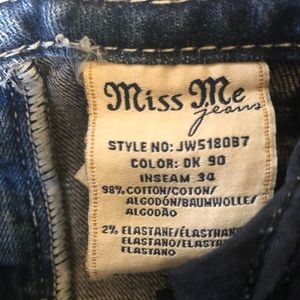 Miss Me
jeans
STYLE NO: JW5180B7
COLOR: DK 90
INSEAM 34
98% COTTON/COTON/
ALGODÓN/BAUMWOLLE/
ALGODÃO
2% ELASTANE/ÉLASTHAN
ELASTANO/ELASTAN/
ELASTANO